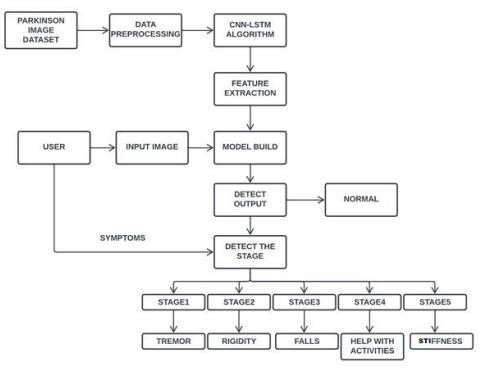 PARKINSON
IMAGE
DATASET
DATA
PREPROCESSING
CNN-LSTM
ALGORITHM
FEATURE
EXTRACTION
USER
INPUT IMAGE
MODEL BUILD
DETECT
OUTPUT
NORMAL
SYMPTOMS
DETECT THE
STAGE
STAGE1
STAGE2
STAGE3
STAGE4
STAGE5
TREMOR
RIGIDITY
FALLS
HELP WITH
ACTIVITIES
STIFFNESS